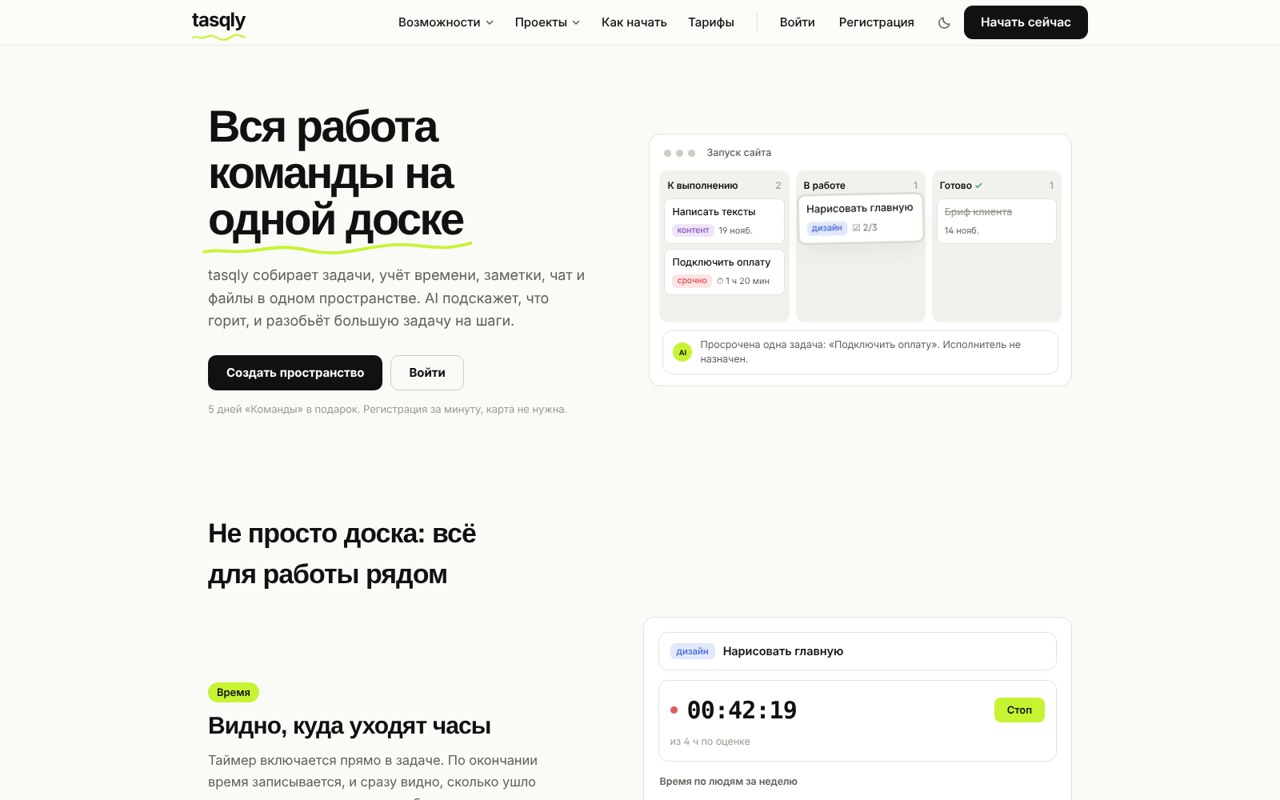 tasqly
Возможности
Проекты
Как начать
Тарифы
Войти
Регистрация
Начать сейчас
Вся работа
команды на
одной доске
tasqly собирает задачи, учёт времени, заметки, чат и
файлы в одном пространстве. AI подскажет, что
горит, и разобьёт большую задачу на шаги.
Создать пространство
Войти
5 дней «Команды» в подарок. Регистрация за минуту, карта не нужна.
Запуск сайта
К выполнению 2
Написать тексты
контент 19 нояб.
Подключить оплату
срочно 1 ч 20 мин
В работе 1
Нарисовать главную
дизайн 2/3
Готово ✓ 1
Бриф клиента
14 нояб.
AI
Просрочена одна задача: «Подключить оплату». Исполнитель не
назначен.
Не просто доска: всё
для работы рядом
Время
Видно, куда уходят часы
Таймер включается прямо в задаче. По окончании
время записывается, и сразу видно, сколько ушло
дизайн Нарисовать главную
00:42:19
Стоп
из 4 ч по оценке
Время по людям за неделю